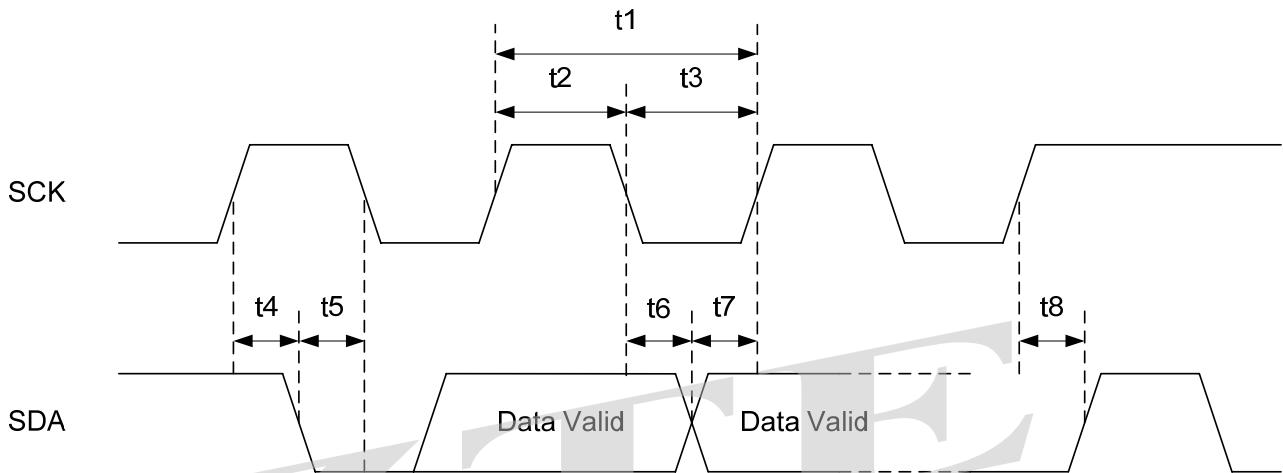 t1
t2
t3
SCK
t4
t5
t6
t7
t8
SDA
Data Valid
Data Valid